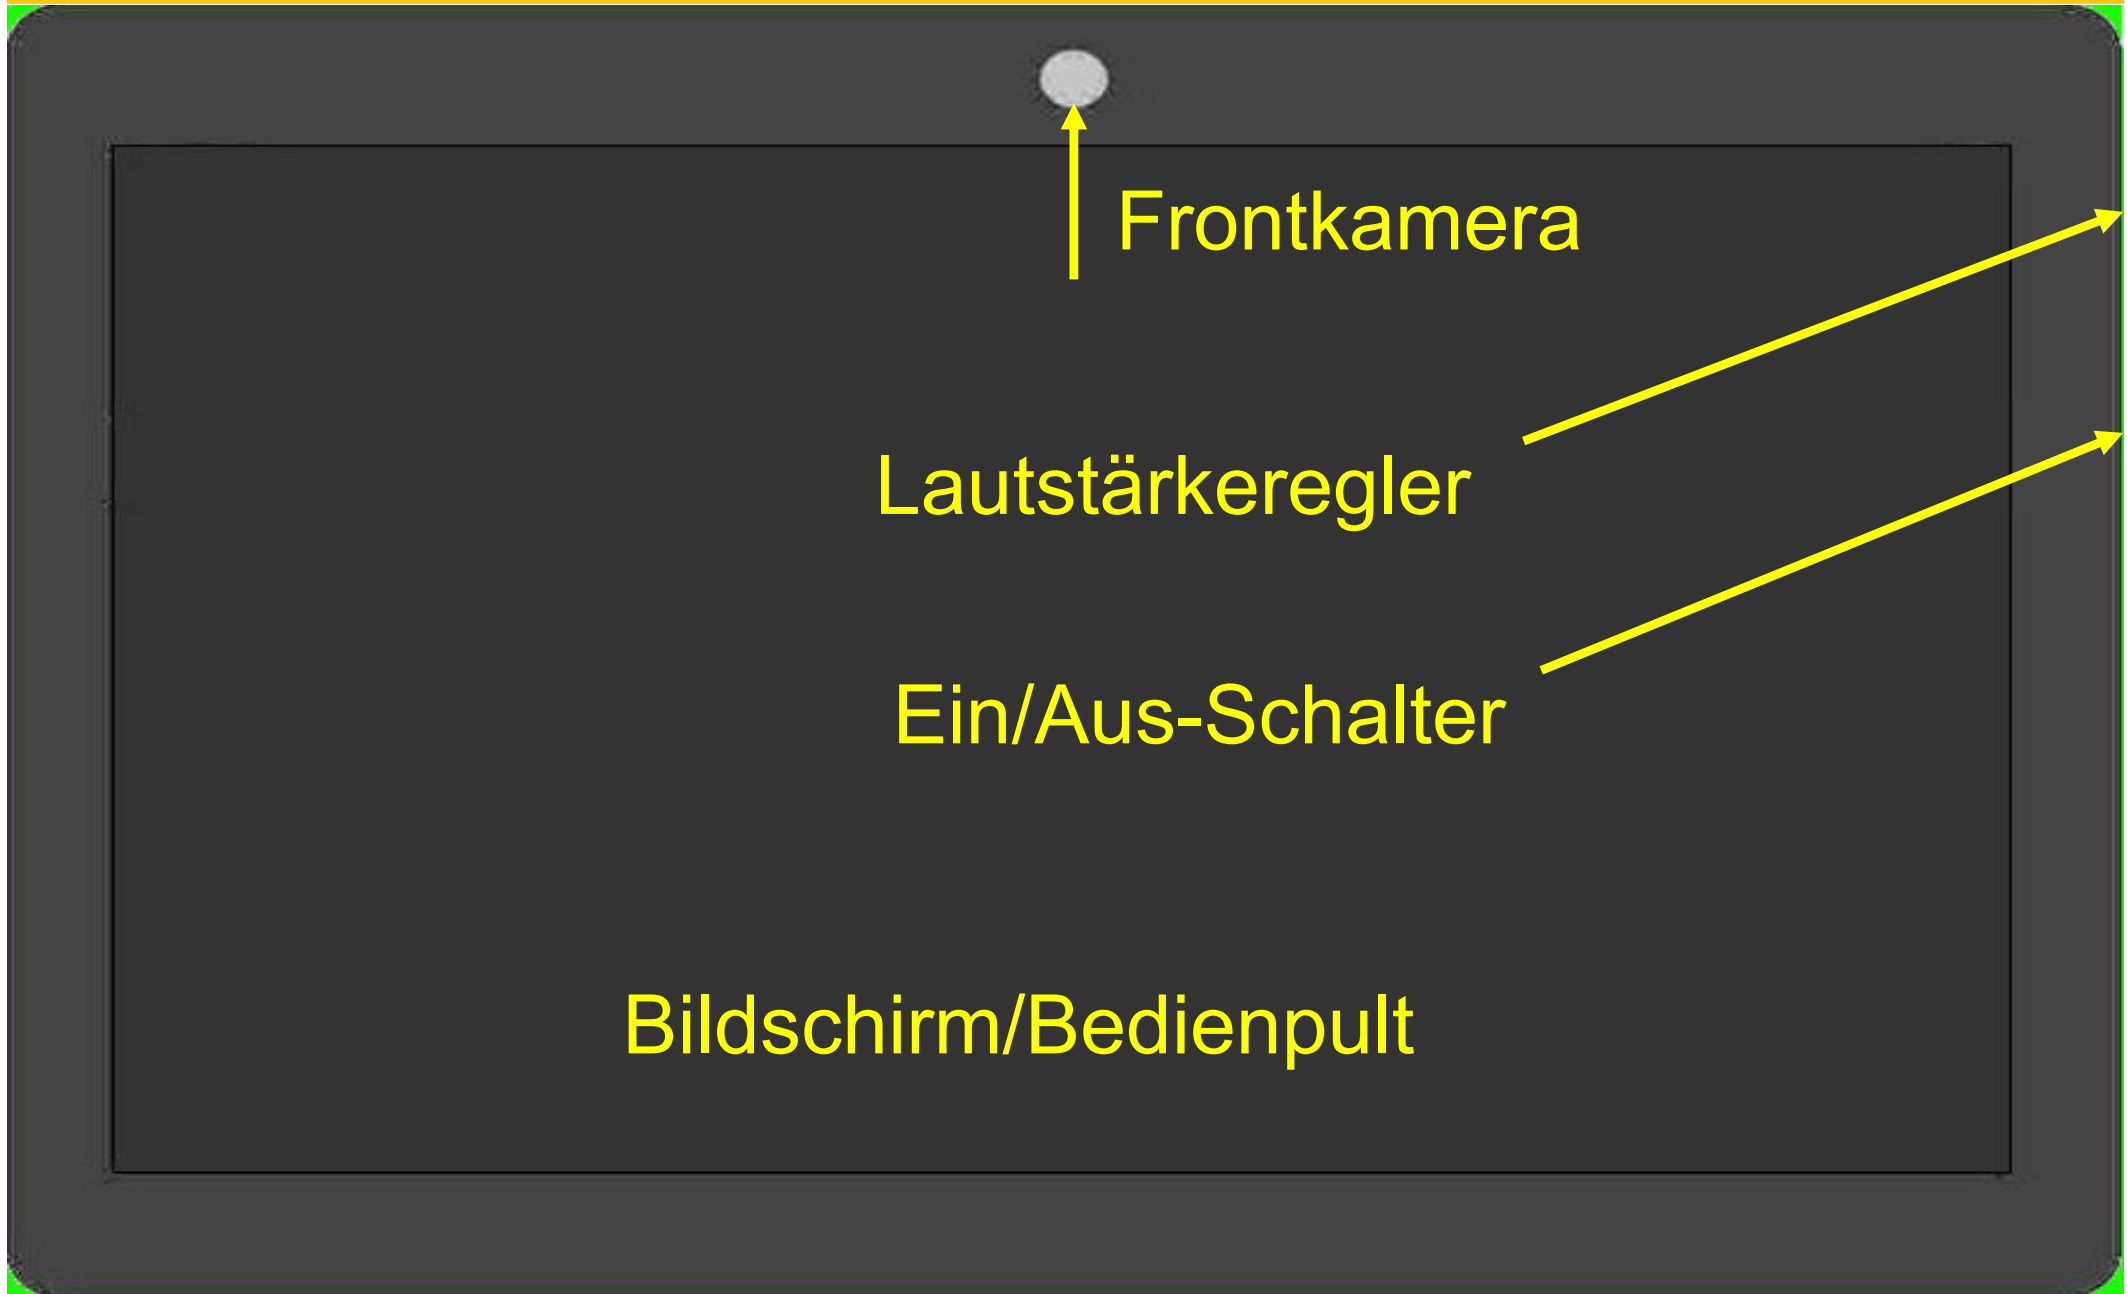 Frontkamera
Lautstärkeregler
Ein/Aus-Schalter
Bildschirm/Bedienpult